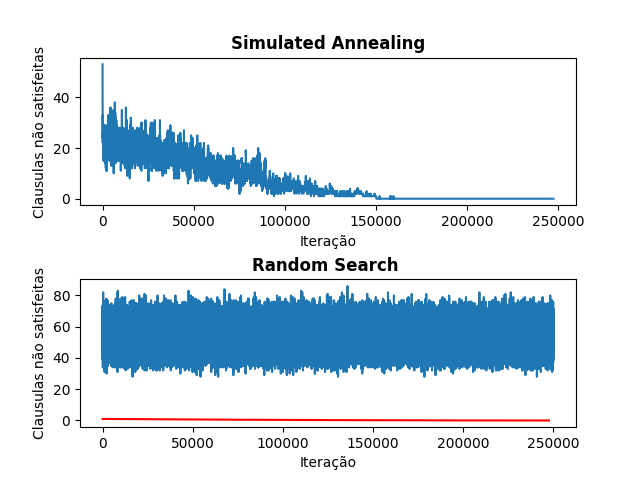 Simulated Annealing
Clausulas não satisfeitas
40
20
0
0 50000 100000 150000 200000 250000
Iteração
Random Search
Clausulas não satisfeitas
80
60
40
20
0
0 50000 100000 150000 200000 250000
Iteração